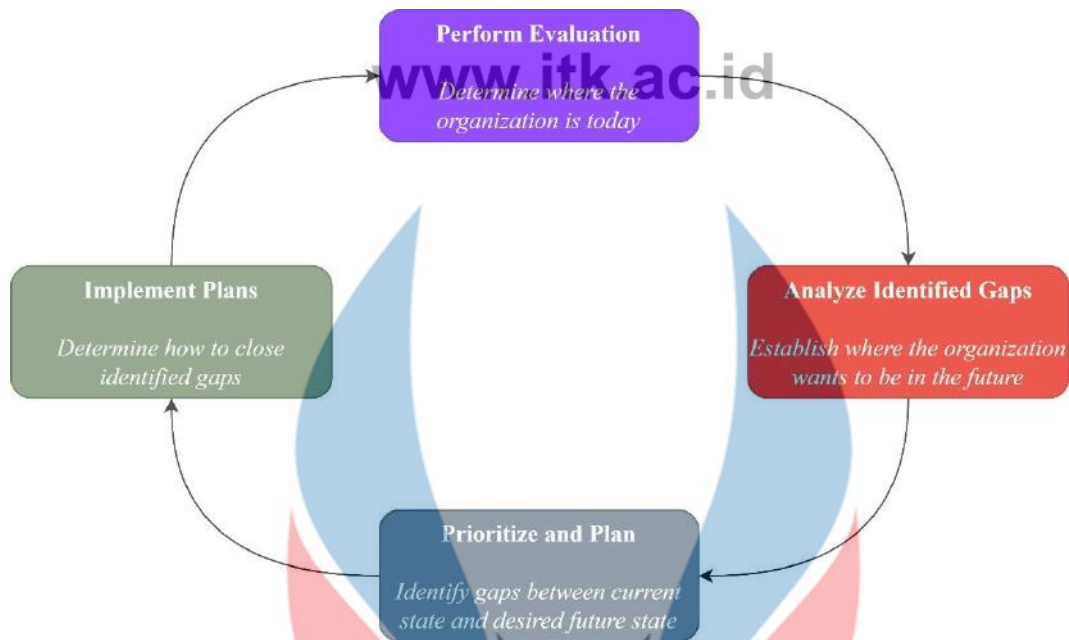 Perform Evaluation
www.itk.ac.id
Determine where the
organization is today
Implement Plans
Determine how to close
identified gaps
Analyze Identified Gaps
Establish where the organization
wants to be in the future
Prioritize and Plan
Identify gaps between current
state and desired future state